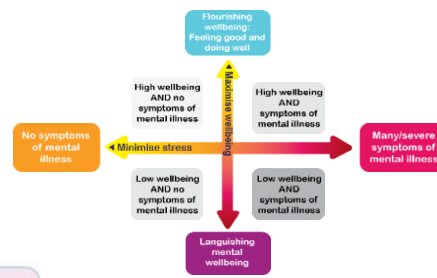 Flourishing
wellbeing:
Feeling good and
doing well
High wellbeing
AND no
symptoms of
mental illness
Maximise wellbeing
High wellbeing
AND
symptoms of
mental illness
No symptoms
of mental
illness
Minimise stress
Many/severe
symptoms of
mental illness
Low wellbeing
AND no
symptoms of
mental illness
Low wellbeing
AND
symptoms of
mental illness
Languishing
mental
wellbeing